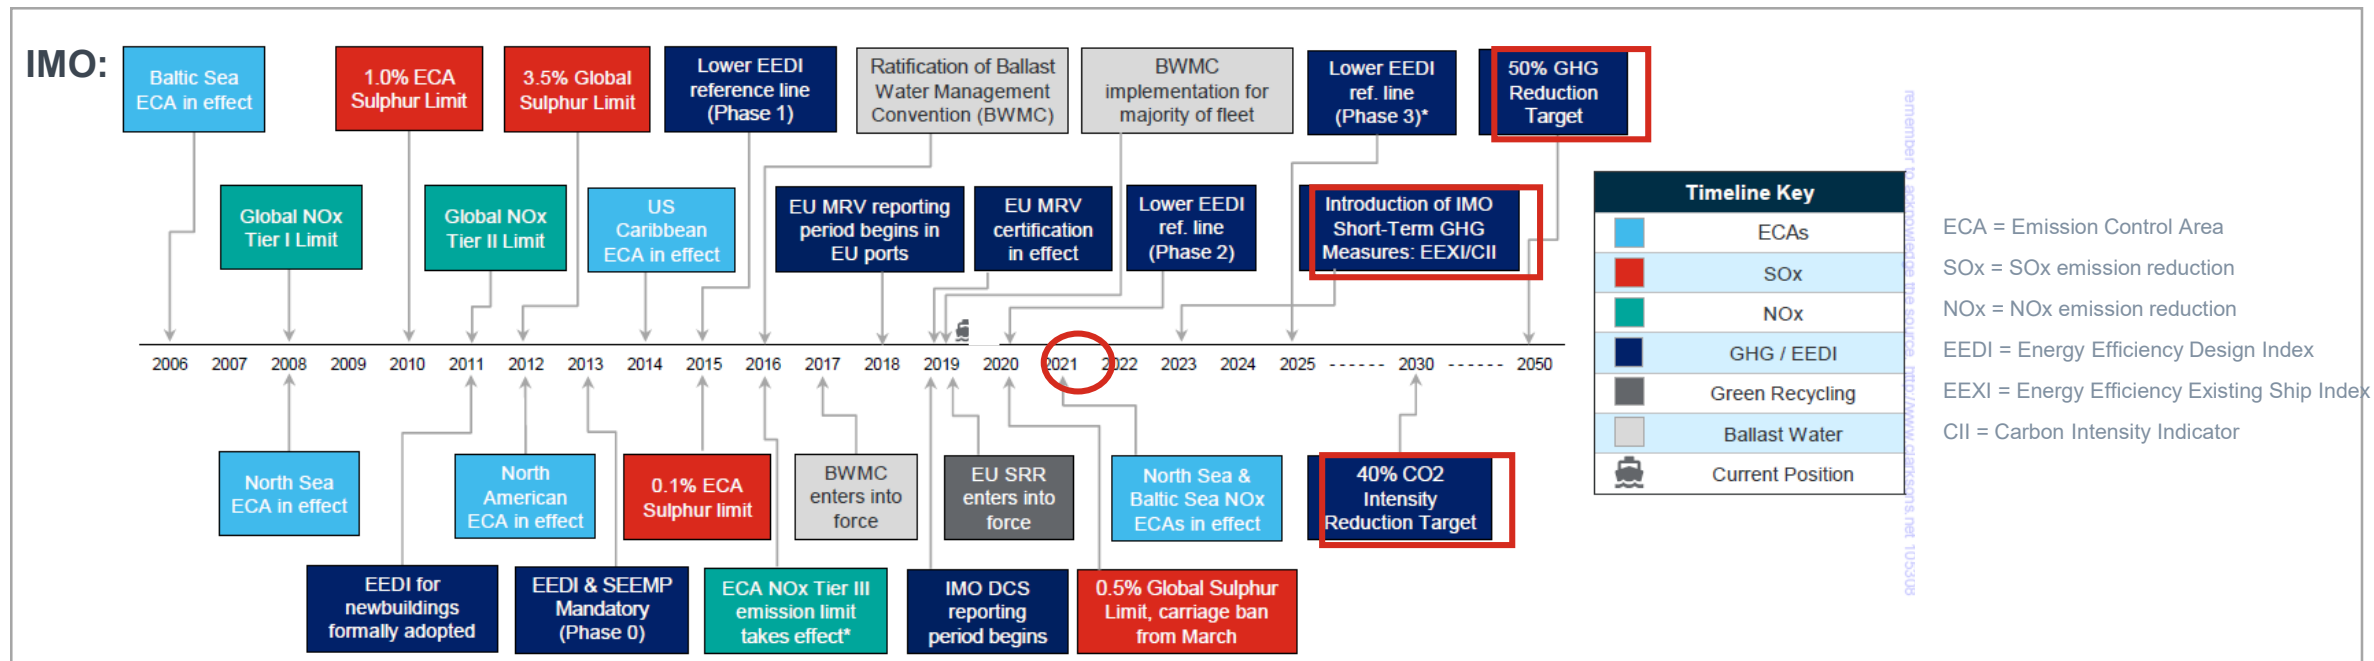 IMO:
Baltic Sea
ECA in effect
1.0% ECA
Sulphur Limit
3.5% Global
Sulphur Limit
Lower EEDI
reference line
(Phase 1)
Ratification of Ballast
Water Management
Convention (BWMC)
BWMC
implementation for
majority of fleet
Lower EEDI
ref. line
(Phase 3)*
50% GHG
Reduction
Target
Global NOx
Tier I Limit
Global NOx
Tier II Limit
US
Caribbean
ECA in effect
EU MRV reporting
period begins in
EU ports
EU MRV
certification
in effect
Lower EEDI
ref. line
(Phase 2)
Introduction of IMO
Short-Term GHG
Measures: EEXI/CII
2006 2007 2008 2009 2010 2011 2012 2013 2014 2015 2016 2017 2018 2019 2020 2021 2022 2023 2024 2025 ------ 2030 ------ 2050
North Sea
ECA in effect
North
American
ECA in effect
0.1% ECA
Sulphur limit
BWMC
enters into
force
EU SRR
enters into
force
North Sea &
Baltic Sea NOx
ECAs in effect
40% CO2
Intensity
Reduction Target
EEDI for
newbuildings
formally adopted
EEDI & SEEMP
Mandatory
(Phase 0)
ECA NOx Tier III
emission limit
takes effect*
IMO DCS
reporting
period begins
0.5% Global Sulphur
Limit, carriage ban
from March
Timeline Key
ECAs
SOx
NOx
GHG / EEDI
Green Recycling
Ballast Water
Current Position
remember to acknowledge the source http://www.clarksons.net 105308
ECA = Emission Control Area
SOx = SOx emission reduction
NOx = NOx emission reduction
EEDI = Energy Efficiency Design Index
EEXI = Energy Efficiency Existing Ship Index
CII = Carbon Intensity Indicator